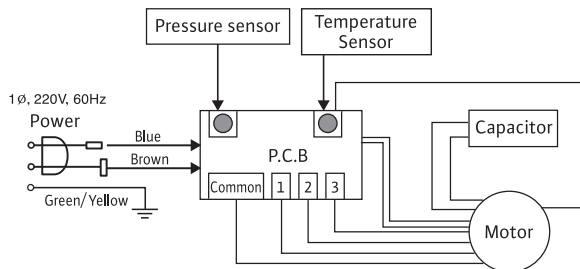 Pressure sensor
Temperature
Sensor
1ø, 220V, 60Hz
Power
Blue
Brown
Green/Yellow
P.C.B
Common
1
2
3
Capacitor
Motor